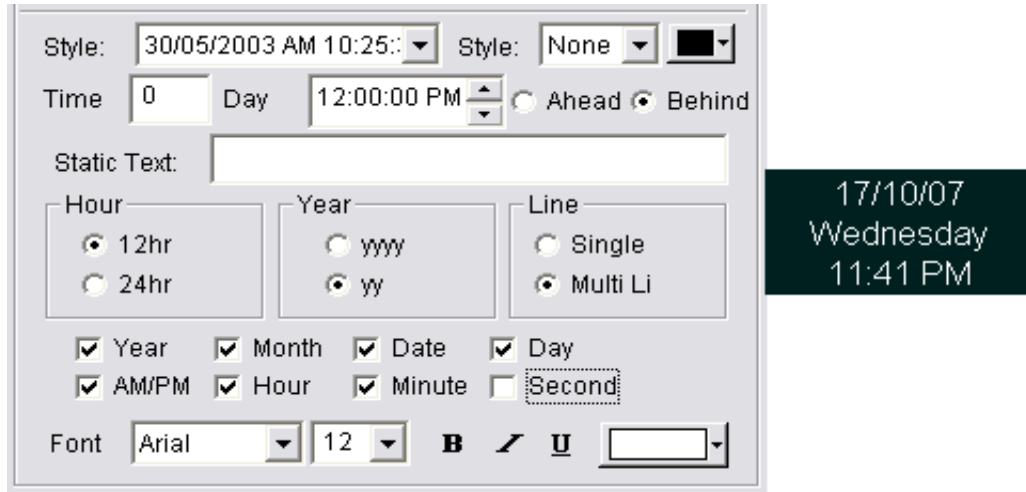 Style: 30/05/2003 AM 10:25: Style: None
Time 0 Day 12:00:00 PM Ahead Behind
Static Text:
Hour Year Line
12hr yyyy Single
24hr yy Multi Li
Year Month Date Day
AM/PM Hour Minute Second
Font Arial 12 B I U
17/10/07
Wednesday
11:41 PM